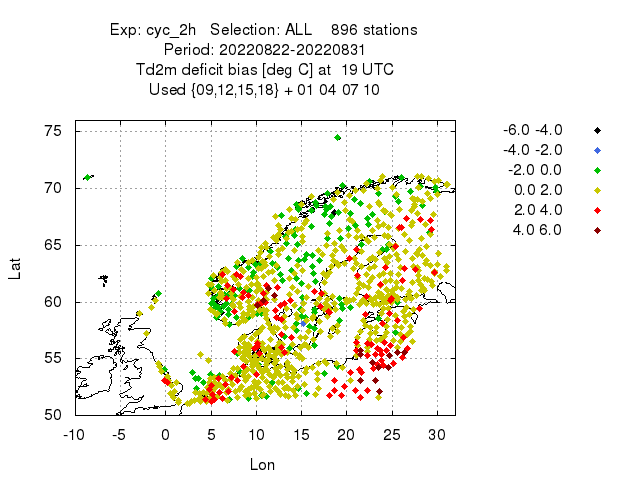 Exp: cyc_2h   Selection: ALL    896 stations
Period: 20220822-20220831
Td2m deficit bias [deg C] at  19 UTC
Used {09,12,15,18} + 01 04 07 10
75
70
65
60
55
50
Lat
-10 -5 0 5 10 15 20 25 30
Lon
-6.0 -4.0
-4.0 -2.0
-2.0 0.0
0.0 2.0
2.0 4.0
4.0 6.0